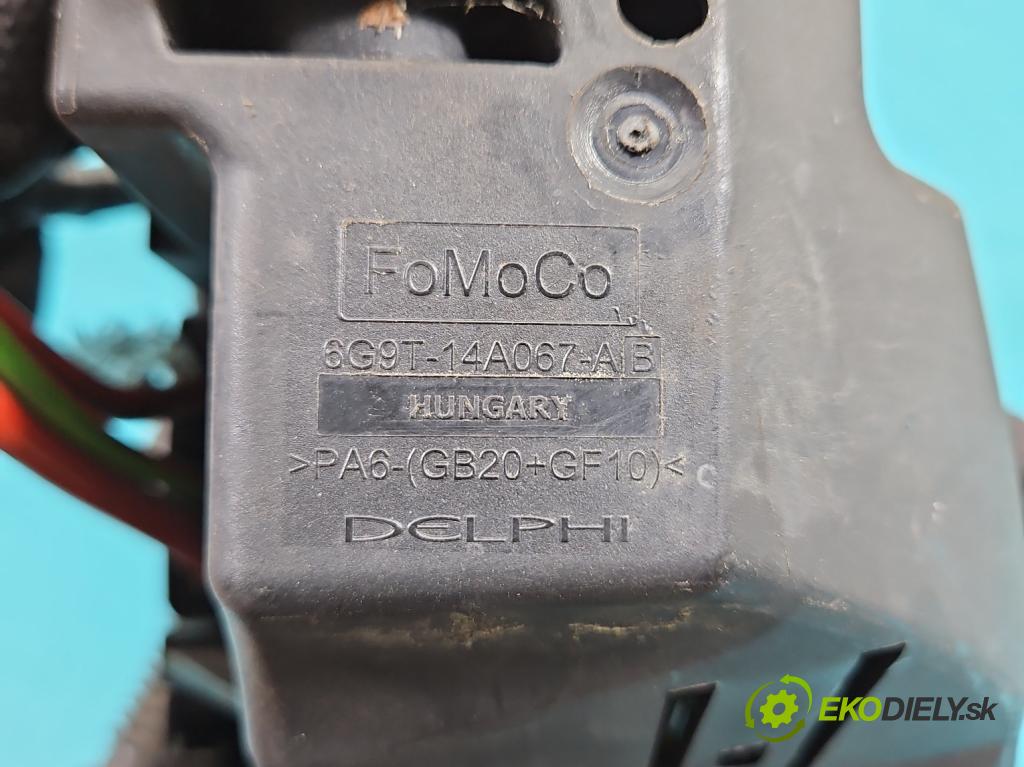 FoMoCo
6G9T-14A067-AB
HUNGARY
>PA6-(GB20+GF10)<
DELPHI
EKODIELY.sk